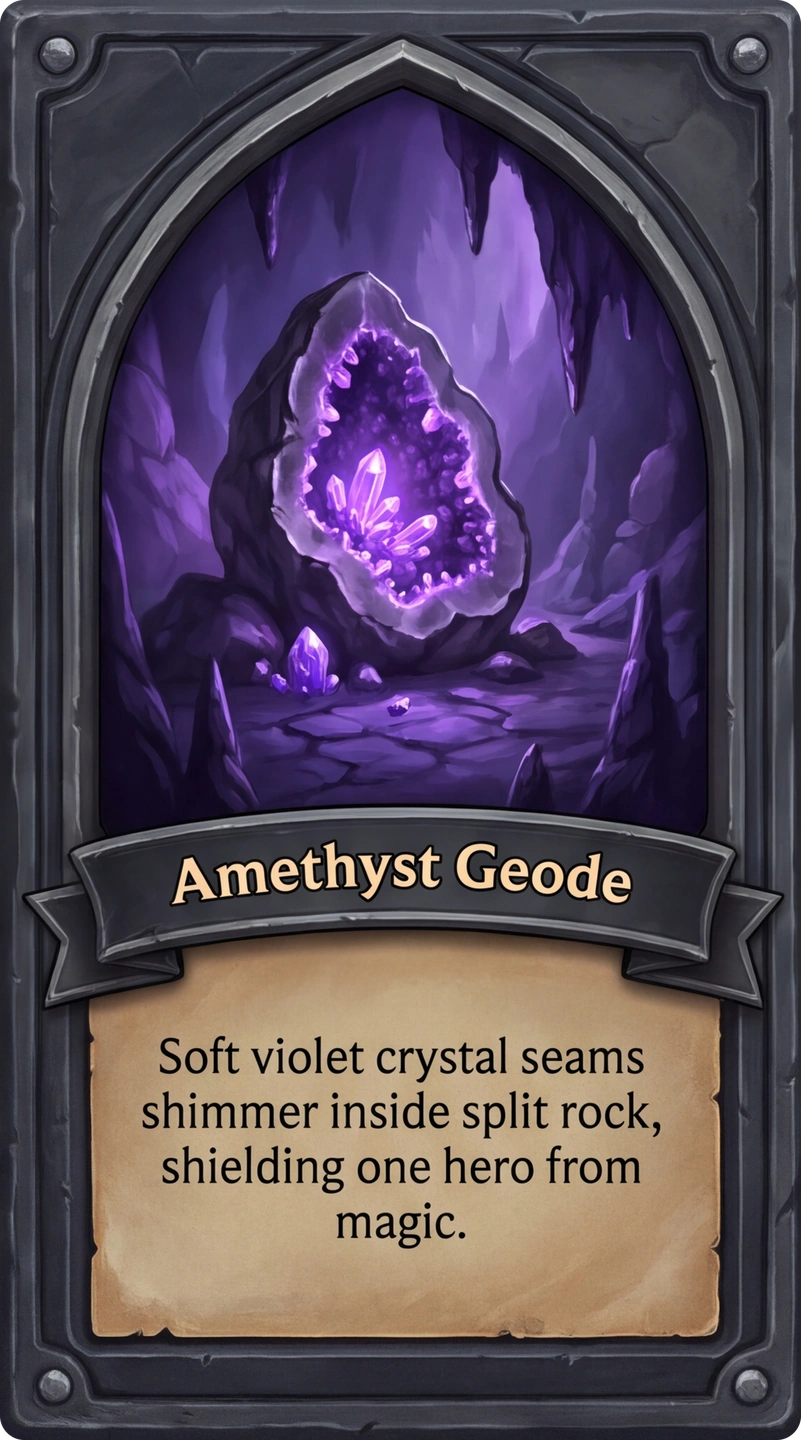 Amethyst Geode
Soft violet crystal seams
shimmer inside split rock,
shielding one hero from
magic.